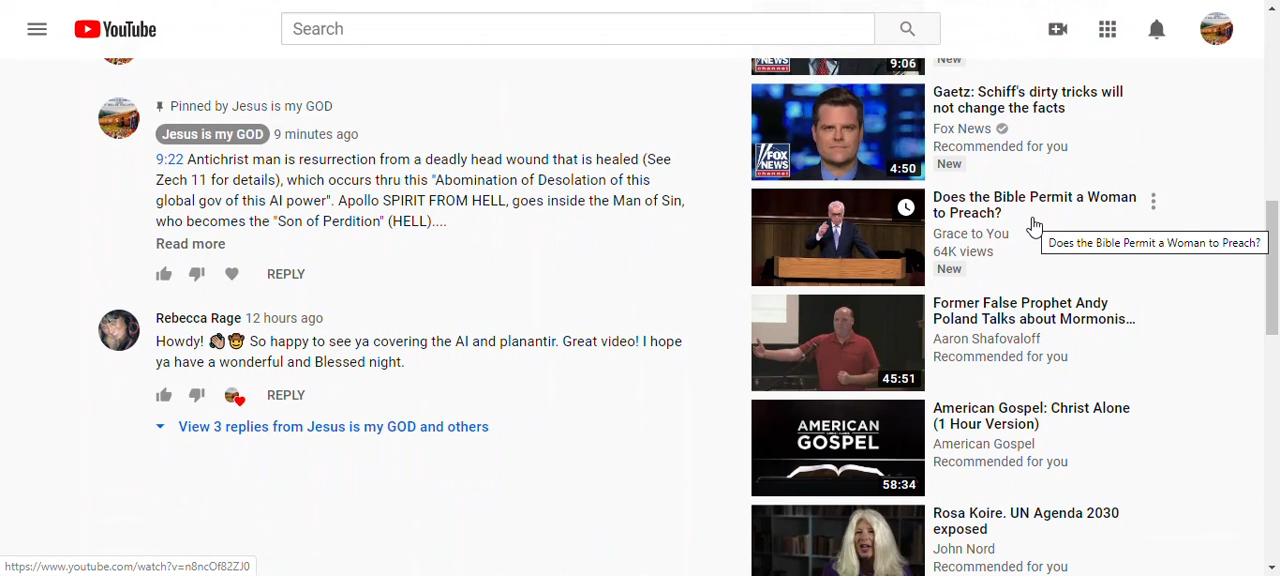 YouTube
Search
Pinned by Jesus is my GOD
Jesus is my GOD 9 minutes ago
9:22 Antichrist man is resurrection from a deadly head wound that is healed (See
Zech 11 for details), which occurs thru this "Abomination of Desolation of this
global gov of this AI power". Apollo SPIRIT FROM HELL, goes inside the Man of Sin,
who becomes the "Son of Perdition" (HELL)....
Read more
REPLY
Rebecca Rage 12 hours ago
Howdy! 👋🏼🤠 So happy to see ya covering the AI and planantir. Great video! I hope
ya have a wonderful and Blessed night.
REPLY
View 3 replies from Jesus is my GOD and others
NEWS
channel
9:06
New
FOX
NEWS
channel
4:50
Gaetz: Schiff's dirty tricks will
not change the facts
Fox News
Recommended for you
New
Does the Bible Permit a Woman
to Preach?
Grace to You
64K views
New
Does the Bible Permit a Woman to Preach?
45:51
Former False Prophet Andy
Poland Talks about Mormonis...
Aaron Shafovaloff
Recommended for you
AMERICAN
GOSPEL
58:34
American Gospel: Christ Alone
(1 Hour Version)
American Gospel
Recommended for you
Rosa Koire. UN Agenda 2030
exposed
John Nord
Recommended for you
https://www.youtube.com/watch?v=n8ncOf82ZJ0